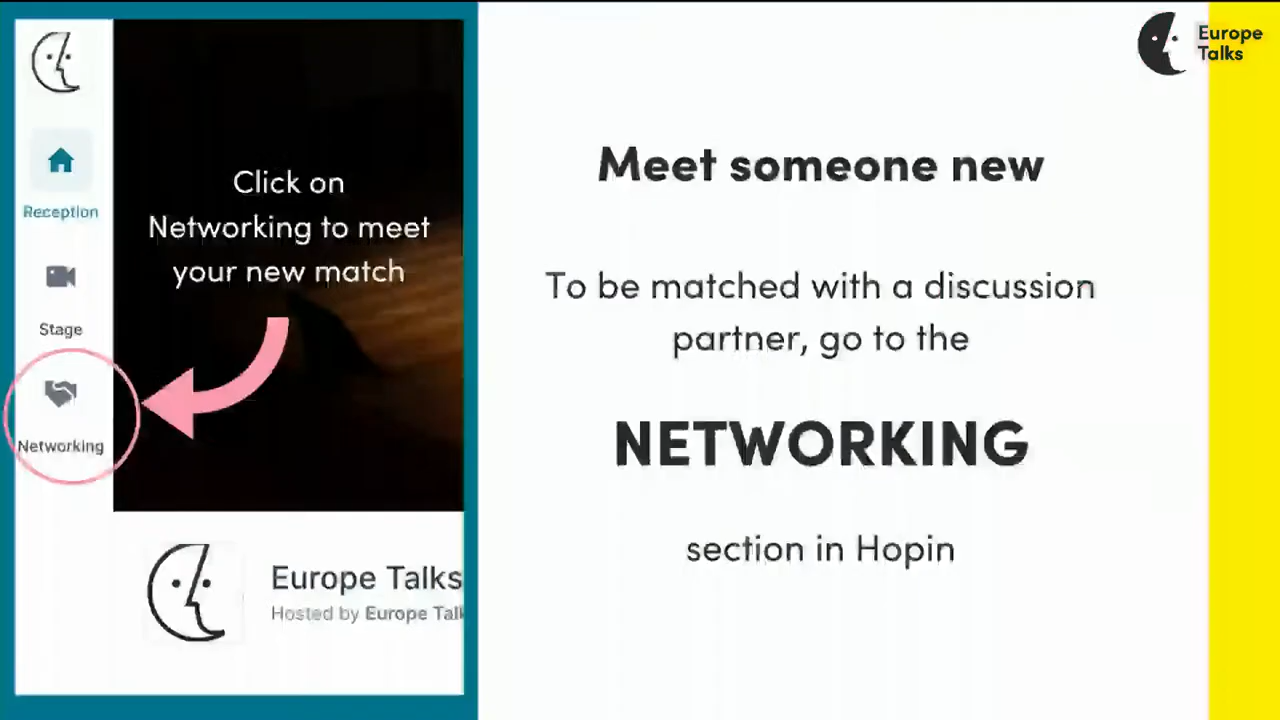 Reception
Stage
Networking
Click on
Networking to meet
your new match
Europe Talks
Hosted by Europe Talk
Europe
Talks
Meet someone new
To be matched with a discussion
partner, go to the
NETWORKING
section in Hopin